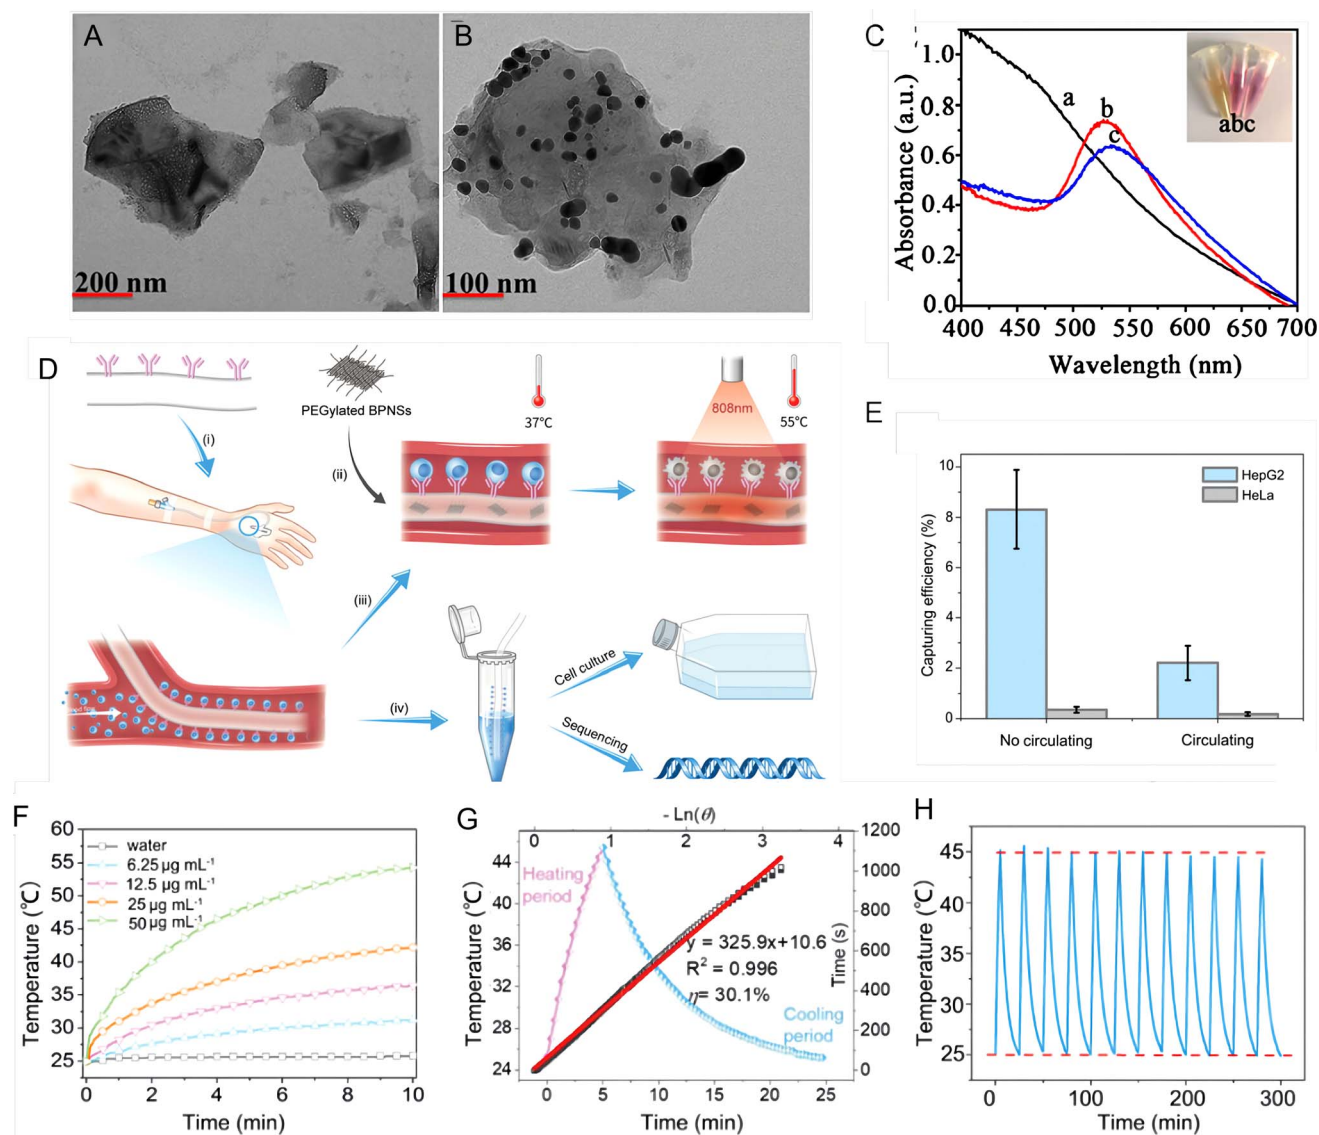 A
200 nm
B
100 nm
C
Absorbance (a.u.)
1.0
0.8
0.6
0.4
0.2
0.0
a
b
c
abc
400 450 500 550 600 650 700
Wavelength (nm)
D
PEGylated BPNSs
37℃
808nm
55℃
(i)
(ii)
(iii)
(iv)
Cell culture
Sequencing
E
Capturing efficiency (%)
10
8
6
4
2
0
HepG2
HeLa
No circulating Circulating
F
Temperature (℃)
60
55
50
45
40
35
30
25
water
6.25 µg mL⁻¹
12.5 µg mL⁻¹
25 µg mL⁻¹
50 µg mL⁻¹
0 2 4 6 8 10
Time (min)
G
- Ln(θ)
0 1 2 3 4
Temperature (℃)
44
40
36
32
28
24
Heating
period
y = 325.9x+10.6
R² = 0.996
η= 30.1%
Cooling
period
1200
1000
800
600
400
200
0
Time (s)
0 5 10 15 20 25
Time (min)
H
Temperature (℃)
45
40
35
30
25
0 100 200 300
Time (min)